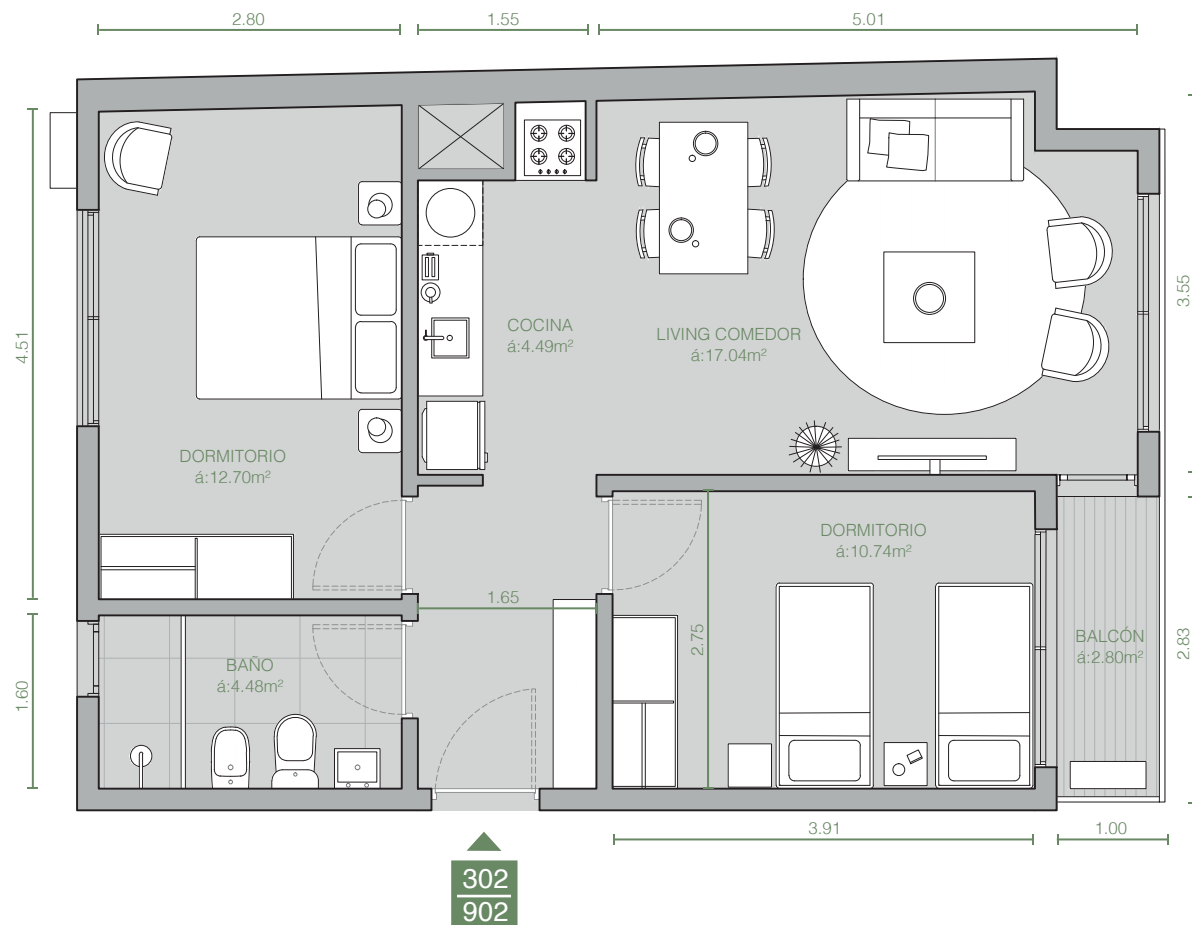 2.80
1.55
5.01
4.51
3.55
COCINA
á:4.49m²
LIVING COMEDOR
á:17.04m²
DORMITORIO
á:12.70m²
DORMITORIO
á:10.74m²
1.65
2.75
1.60
BAÑO
á:4.48m²
BALCÓN
á:2.80m²
2.83
3.91
1.00
302
902